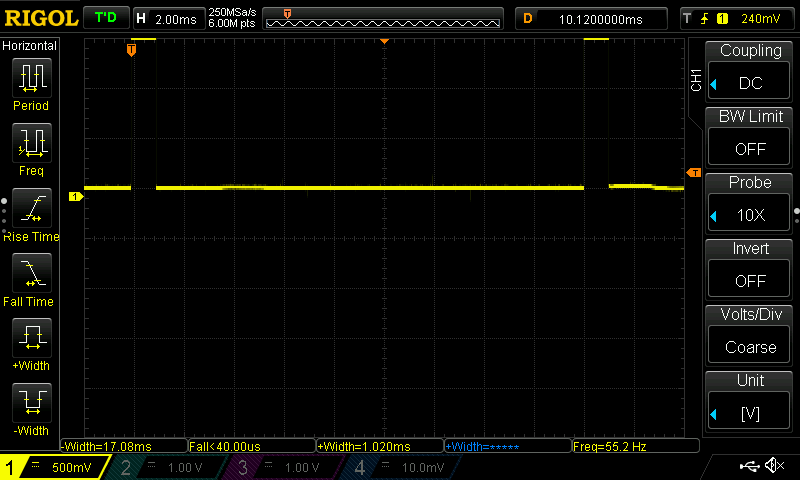 RIGOL T'D H 2.00ms 250MSa/s 6.00M pts T D 10.1200000ms T 1 240mV
Horizontal
Period
Freq
Rise Time
Fall Time
+Width
-Width
T
1
T
CH1
Coupling
DC
BW Limit
OFF
Probe
10X
Invert
OFF
Volts/Div
Coarse
Unit
[V]
-Width=17.08ms Fall<40.00us +Width=1.020ms +Width=***** Freq=55.2 Hz
1 500mV 2 1.00 V 3 1.00 V 4 10.0mV